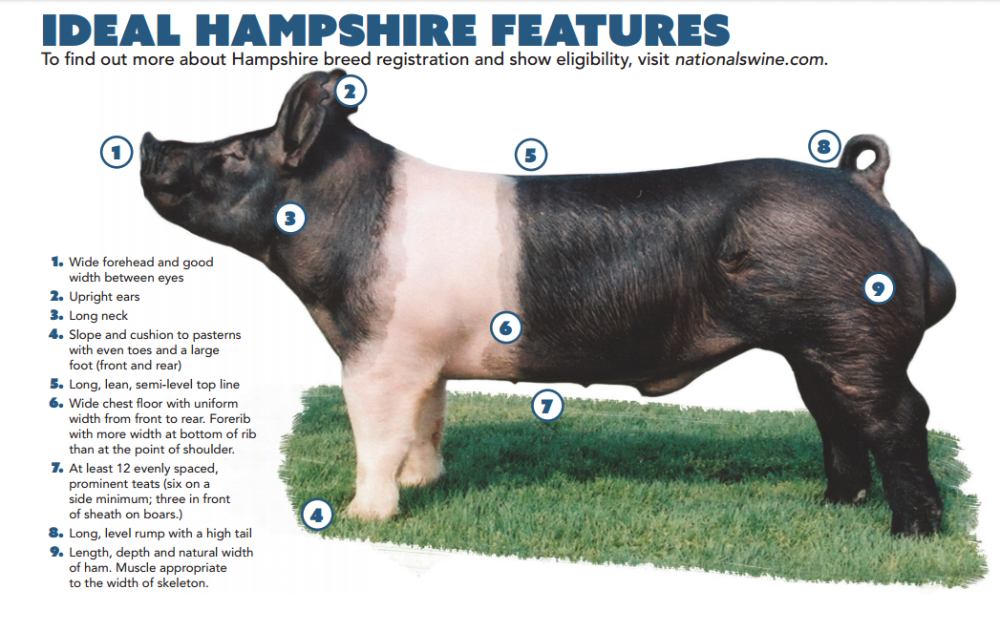 IDEAL HAMPSHIRE FEATURES
To find out more about Hampshire breed registration and show eligibility, visit nationalswine.com.
1
2
3
4
5
6
7
8
9
1. Wide forehead and good
width between eyes
2. Upright ears
3. Long neck
4. Slope and cushion to pasterns
with even toes and a large
foot (front and rear)
5. Long, lean, semi-level top line
6. Wide chest floor with uniform
width from front to rear. Forerib
with more width at bottom of rib
than at the point of shoulder.
7. At least 12 evenly spaced,
prominent teats (six on a
side minimum; three in front
of sheath on boars.)
8. Long, level rump with a high tail
9. Length, depth and natural width
of ham. Muscle appropriate
to the width of skeleton.